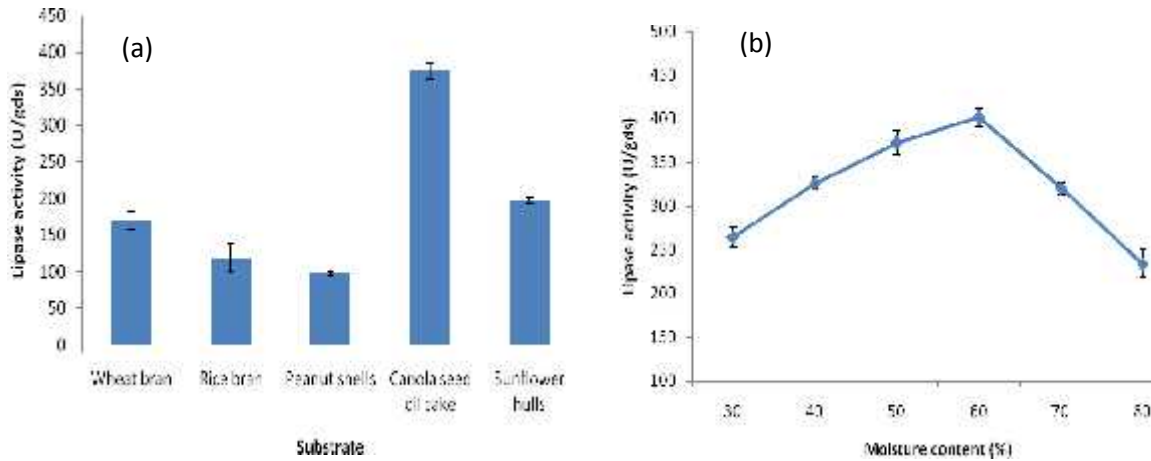 (a)
Lipase activity (U/gds)
450
400
350
300
250
200
150
100
50
0
Wheat bran
Rice bran
Peanut shells
Canola seed
oil cake
Sunflower
hulls
Substrate
(b)
Lipase activity (U/gds)
500
450
400
350
300
250
200
150
100
30
40
50
60
70
80
Moisture content (%)